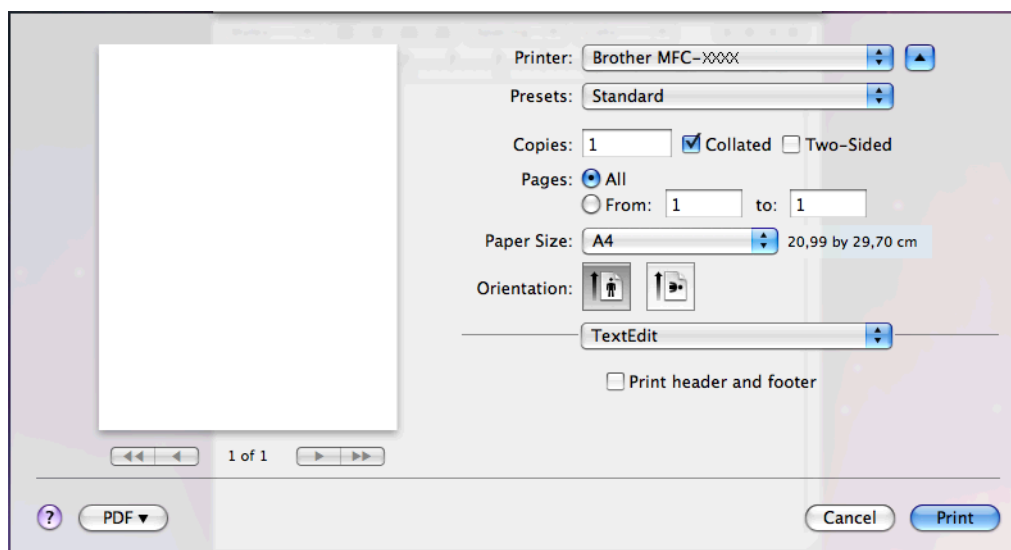 Printer: Brother MFC-XXXX
Presets: Standard
Copies: 1 Collated Two-Sided
Pages: All
From: 1 to: 1
Paper Size: A4 20,99 by 29,70 cm
Orientation:
TextEdit
Print header and footer
1 of 1
? PDF Cancel Print